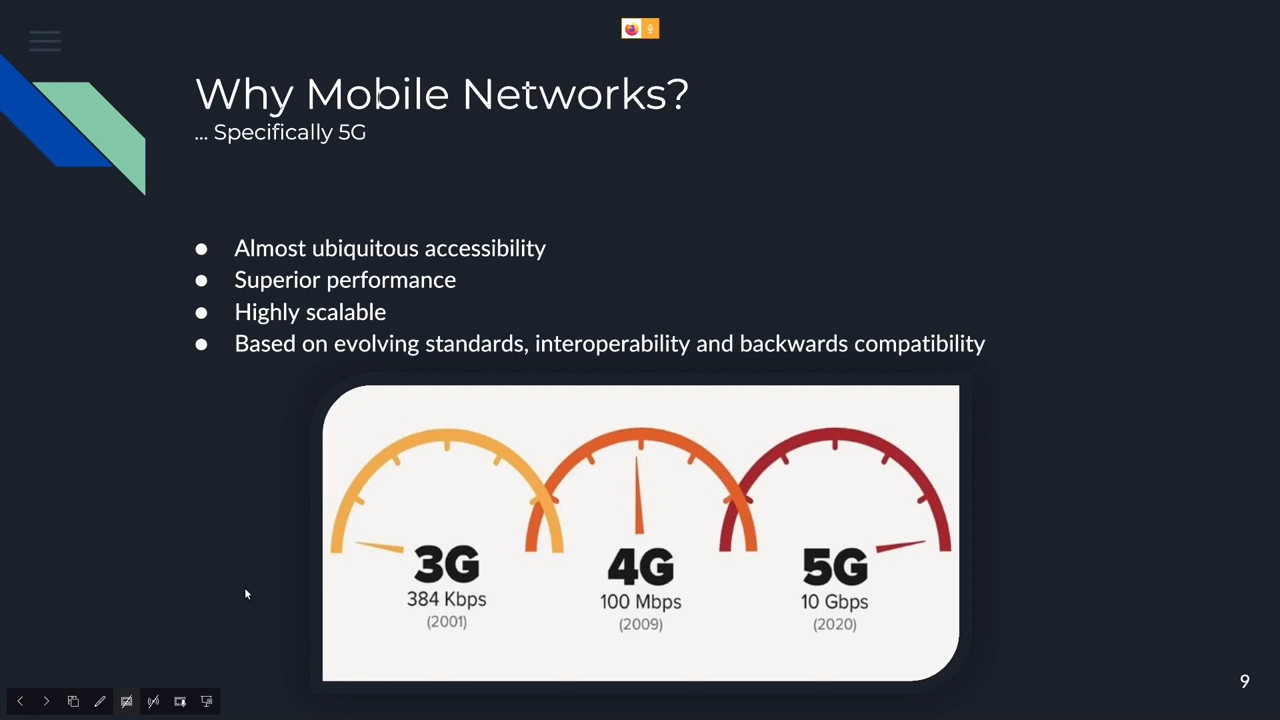 Why Mobile Networks?
... Specifically 5G
● Almost ubiquitous accessibility
● Superior performance
● Highly scalable
● Based on evolving standards, interoperability and backwards compatibility
3G
384 Kbps
(2001)
4G
100 Mbps
(2009)
5G
10 Gbps
(2020)
9